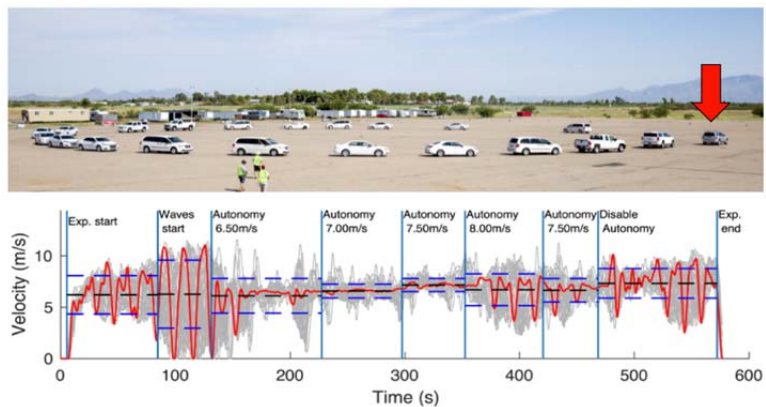 Exp. start
Waves
start
Autonomy
6.50m/s
Autonomy
7.00m/s
Autonomy
7.50m/s
Autonomy
8.00m/s
Autonomy
7.50m/s
Disable
Autonomy
Exp.
end
Velocity (m/s)
10
5
0
0 100 200 300 400 500 600
Time (s)